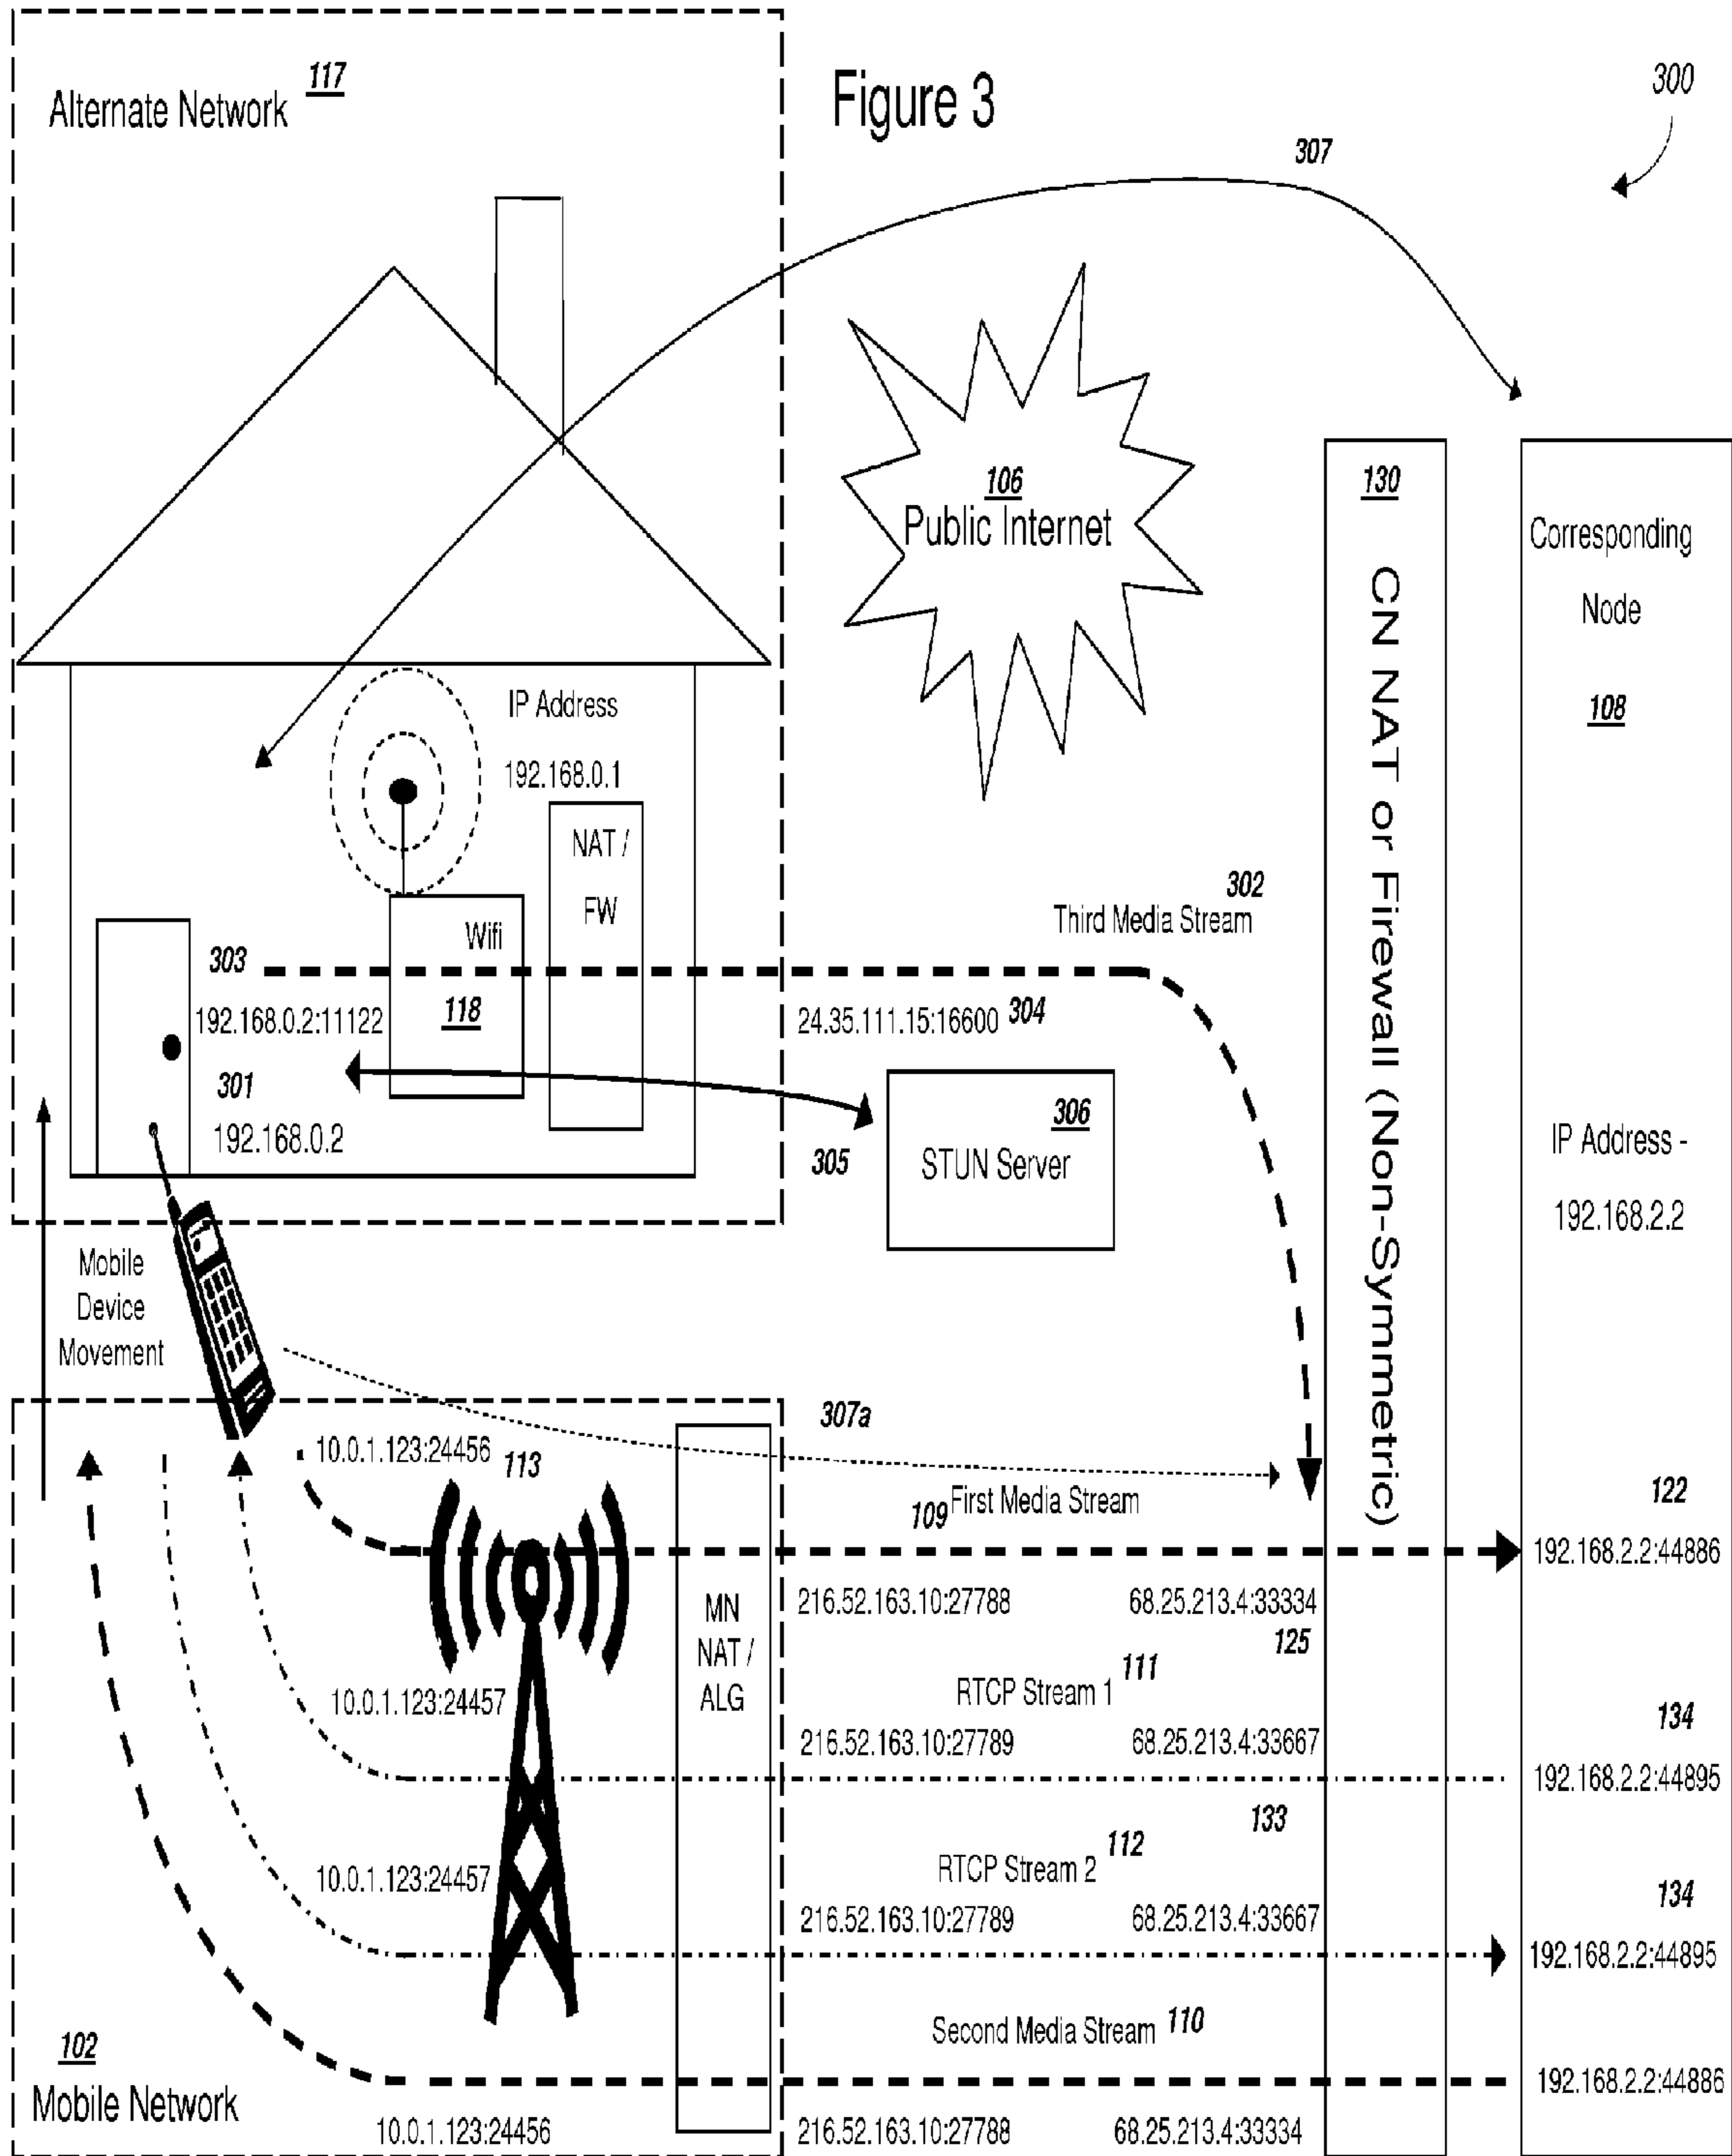 Alternate Network 117
Figure 3
300
307
106
Public Internet
130
CN NAT or Firewall (Non-Symmetric)
Corresponding
Node
108
IP Address
192.168.0.1
NAT /
FW
Wifi
118
302
Third Media Stream
303
192.168.0.2:11122
24.35.111.15:16600 304
301
192.168.0.2
305
306
STUN Server
IP Address -
192.168.2.2
Mobile
Device
Movement
307a
10.0.1.123:24456 113
109 First Media Stream
122
192.168.2.2:44886
MN
NAT /
ALG
216.52.163.10:27788
68.25.213.4:33334
125
10.0.1.123:24457
RTCP Stream 1 111
216.52.163.10:27789
68.25.213.4:33667
134
192.168.2.2:44895
133
10.0.1.123:24457
RTCP Stream 2 112
216.52.163.10:27789
68.25.213.4:33667
134
192.168.2.2:44895
Second Media Stream 110
102
Mobile Network
192.168.2.2:44886
10.0.1.123:24456
216.52.163.10:27788
68.25.213.4:33334